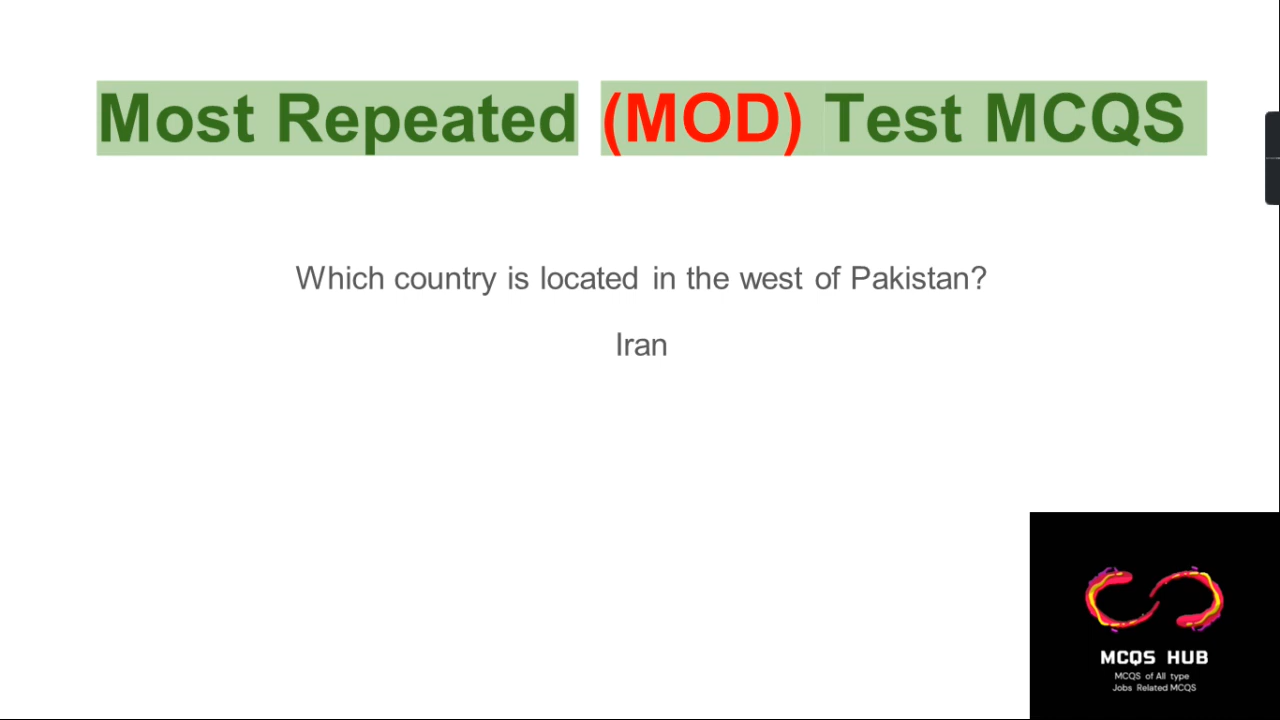 Most Repeated (MOD) Test MCQS
Which country is located in the west of Pakistan?
Iran
MCQS HUB
MCQS of All type
Jobs Related MCQS